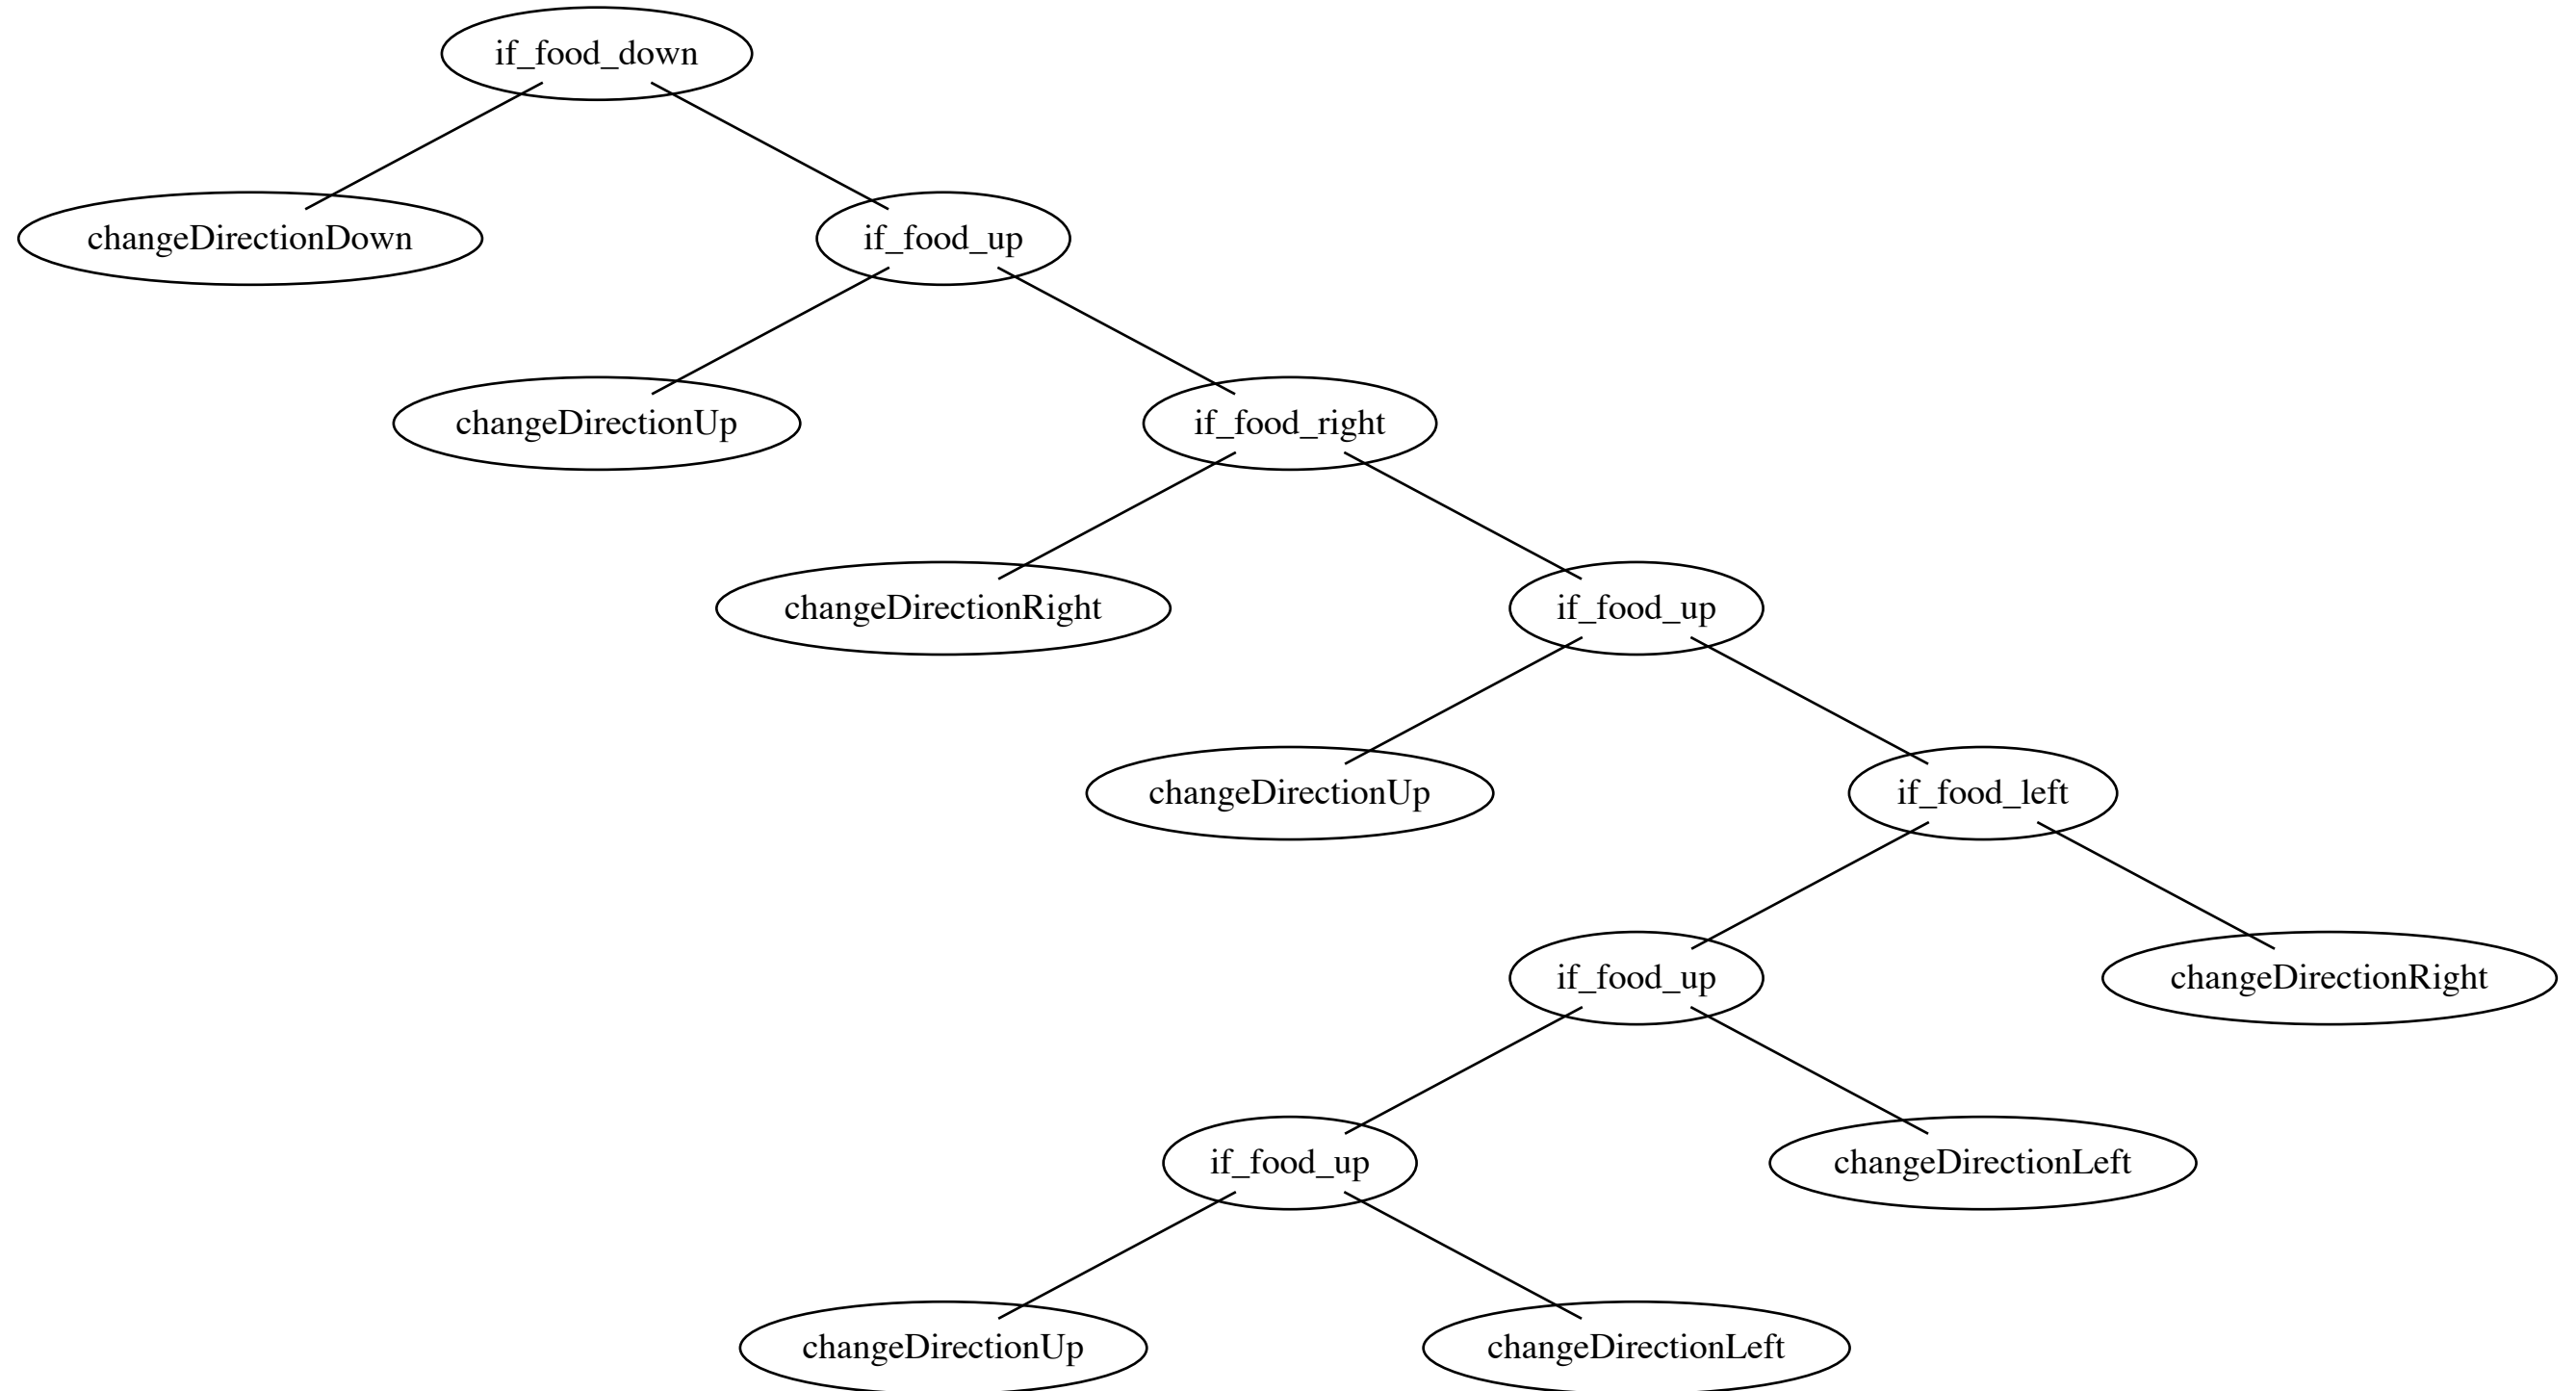 if_food_down
changeDirectionDown
if_food_up
changeDirectionUp
if_food_right
changeDirectionRight
if_food_up
changeDirectionUp
if_food_left
if_food_up
changeDirectionRight
if_food_up
changeDirectionLeft
changeDirectionUp
changeDirectionLeft